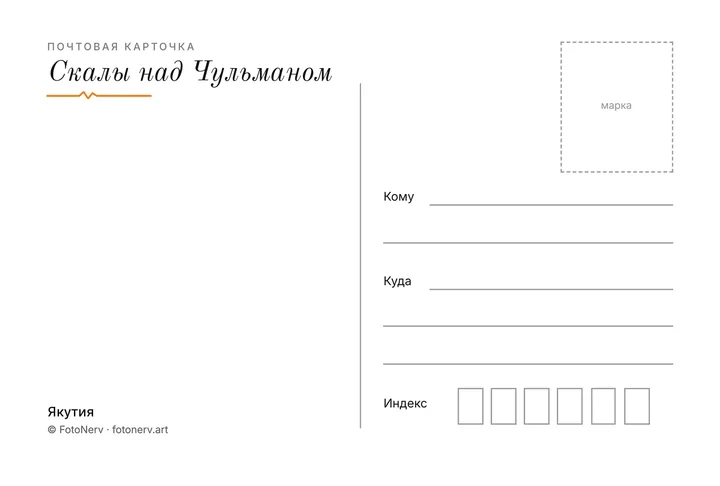 ПОЧТОВАЯ КАРТОЧКА
Скалы над Чульманом
марка
Кому
Куда
Индекс
Якутия
© FotoNerv · fotonerv.art